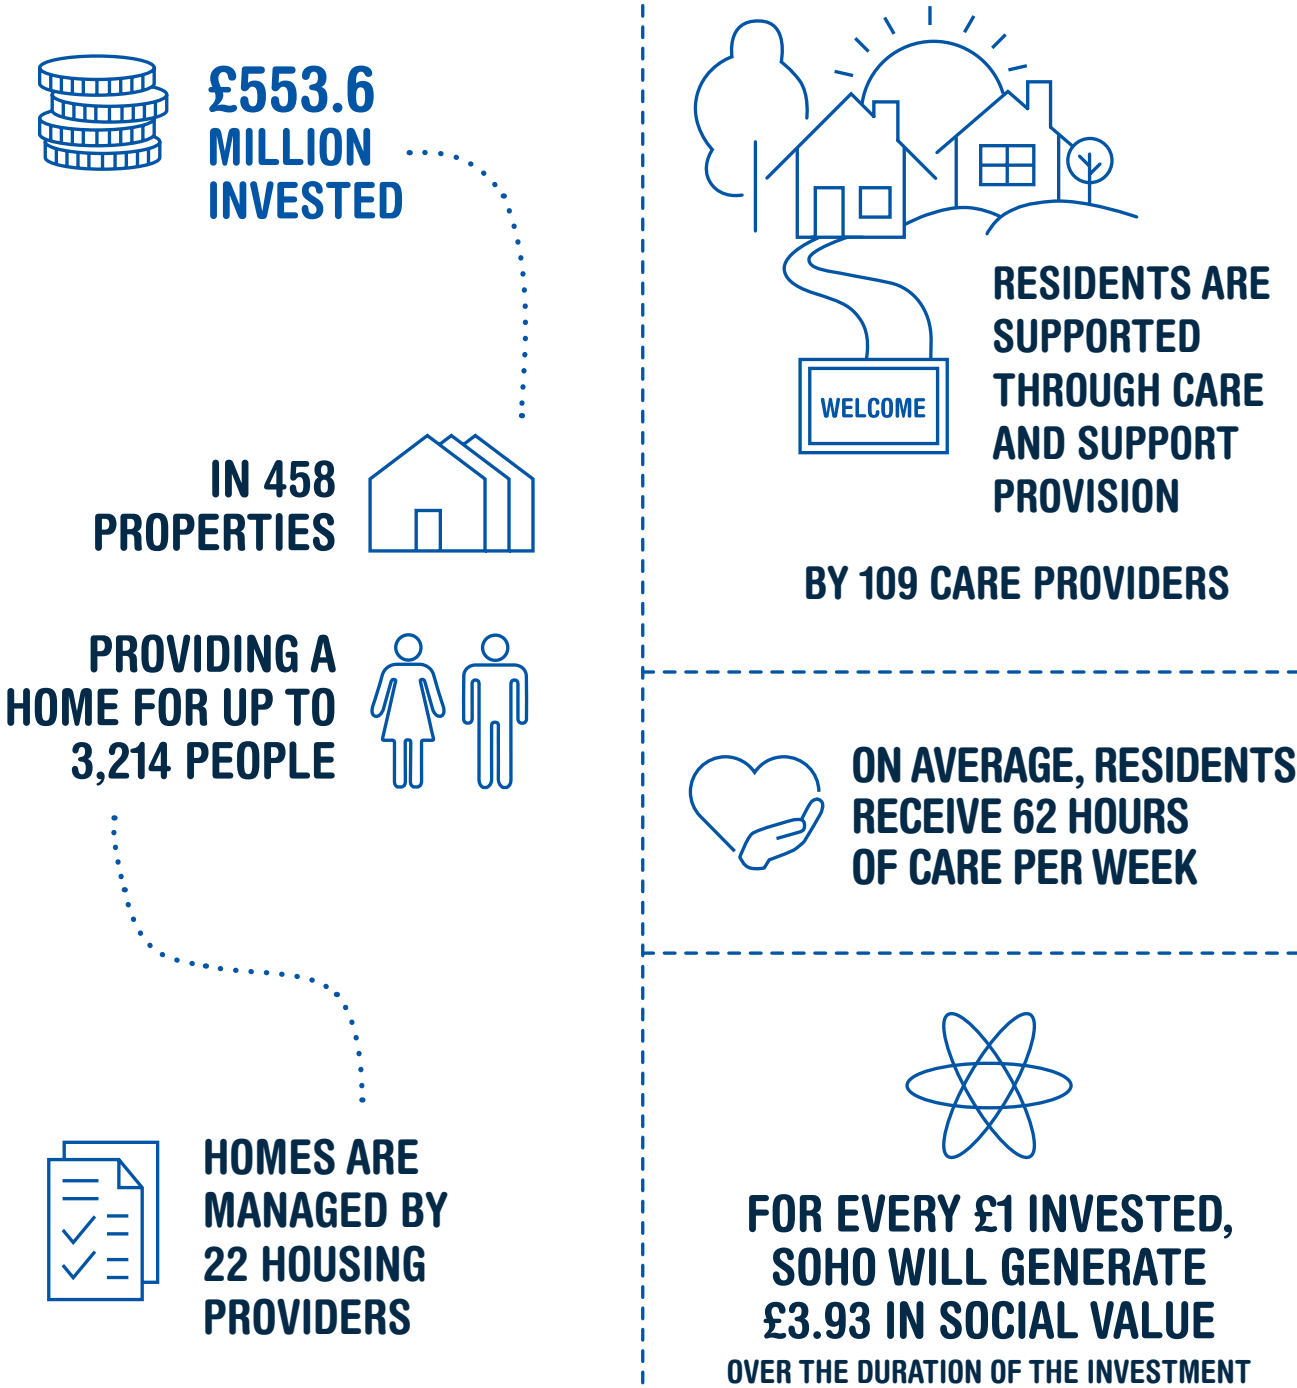 £553.6
MILLION
INVESTED
IN 458
PROPERTIES
PROVIDING A
HOME FOR UP TO
3,214 PEOPLE
HOMES ARE
MANAGED BY
22 HOUSING
PROVIDERS
WELCOME
RESIDENTS ARE
SUPPORTED
THROUGH CARE
AND SUPPORT
PROVISION
BY 109 CARE PROVIDERS
ON AVERAGE, RESIDENTS
RECEIVE 62 HOURS
OF CARE PER WEEK
FOR EVERY £1 INVESTED,
SOHO WILL GENERATE
£3.93 IN SOCIAL VALUE
OVER THE DURATION OF THE INVESTMENT